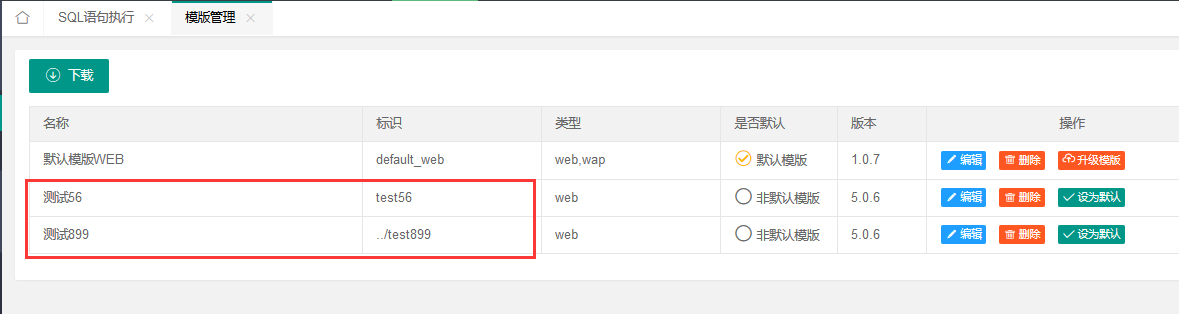 SQL语句执行 模版管理
下载
名称 标识 类型 是否默认 版本 操作
默认模版WEB default_web web,wap 默认模版 1.0.7 编辑 删除 升级模版
测试56 test56 web 非默认模版 5.0.6 编辑 删除 设为默认
测试899 ../test899 web 非默认模版 5.0.6 编辑 删除 设为默认